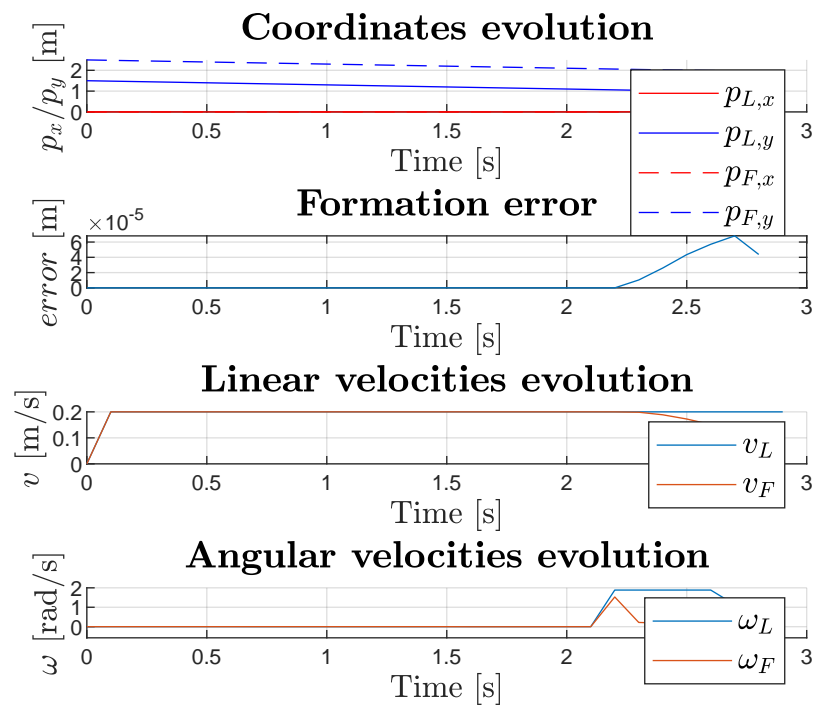 Coordinates evolution
p_x/p_y [m]
2
1
0
0 0.5 1 1.5 2 3
Time [s]
p_{L,x}
p_{L,y}
p_{F,x}
p_{F,y}
Formation error
×10^{-5}
error [m]
6
4
2
0
0 0.5 1 1.5 2 2.5 3
Time [s]
Linear velocities evolution
v [m/s]
0.2
0.1
0
0 0.5 1 1.5 2 3
Time [s]
v_L
v_F
Angular velocities evolution
ω [rad/s]
2
1
0
0 0.5 1 1.5 2 3
Time [s]
ω_L
ω_F